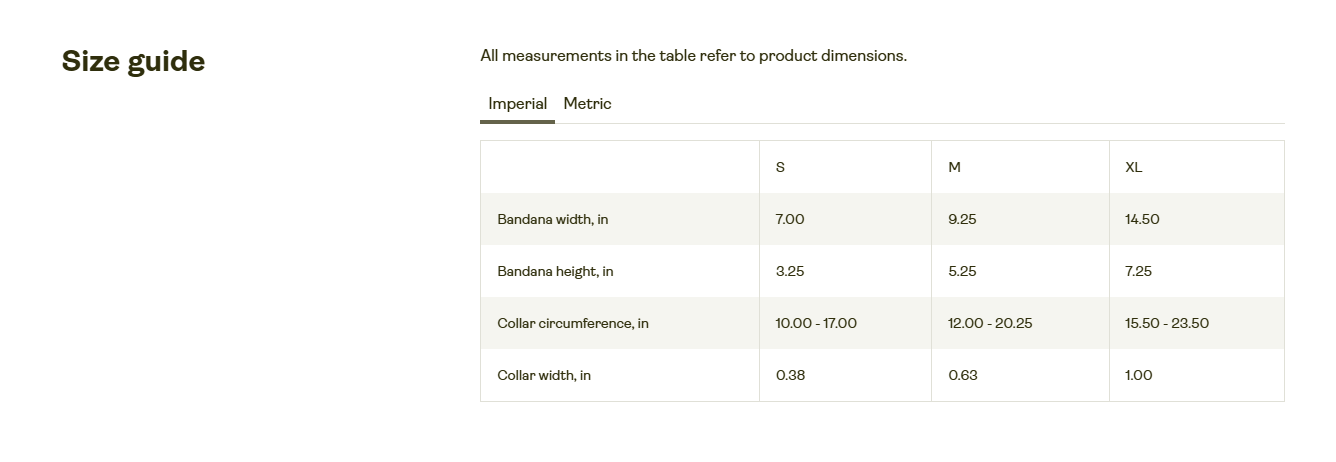 Size guide
All measurements in the table refer to product dimensions.
Imperial Metric
S M XL
Bandana width, in 7.00 9.25 14.50
Bandana height, in 3.25 5.25 7.25
Collar circumference, in 10.00 - 17.00 12.00 - 20.25 15.50 - 23.50
Collar width, in 0.38 0.63 1.00